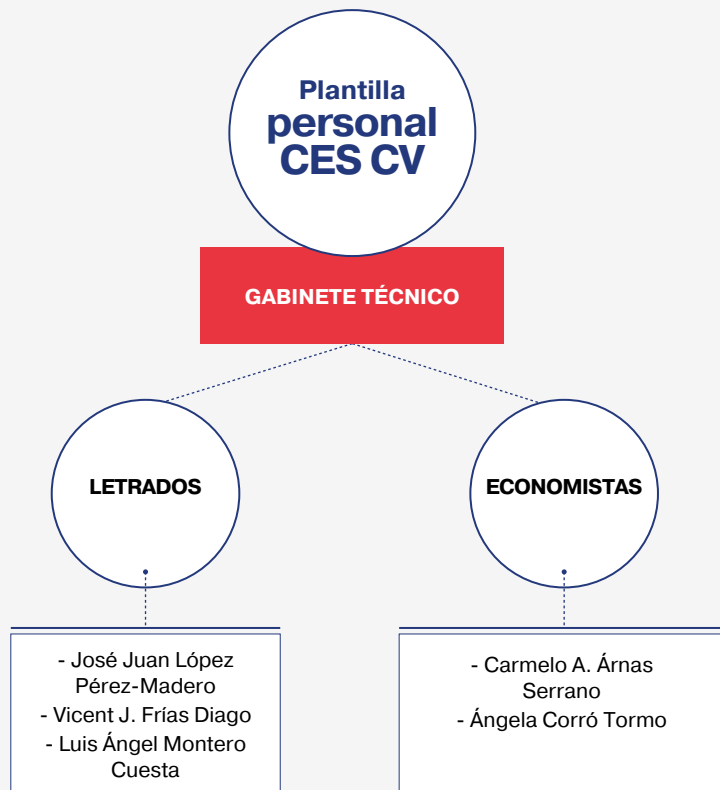 Plantilla
personal
CES CV
GABINETE TÉCNICO
LETRADOS
ECONOMISTAS
- José Juan López
Pérez-Madero
- Vicent J. Frías Diago
- Luis Ángel Montero
Cuesta
- Carmelo A. Árnas
Serrano
- Ángela Corró Tormo